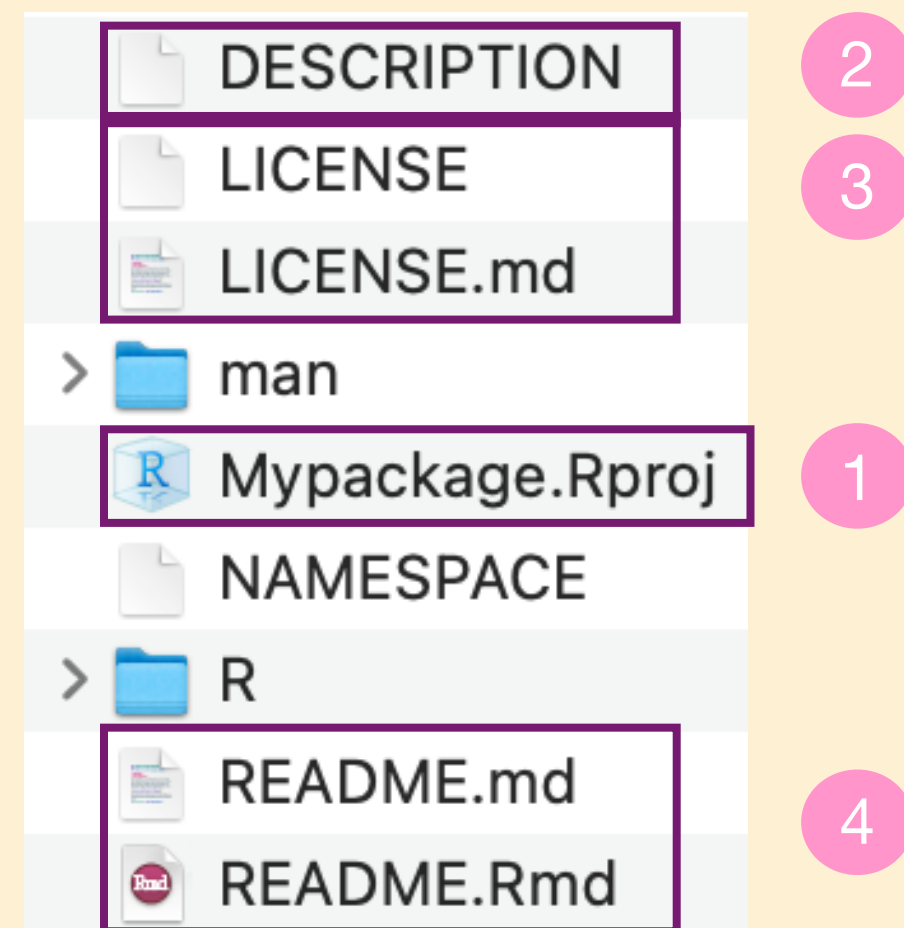 DESCRIPTION
2
LICENSE
3
LICENSE.md
man
Mypackage.Rproj
1
NAMESPACE
R
README.md
4
README.Rmd